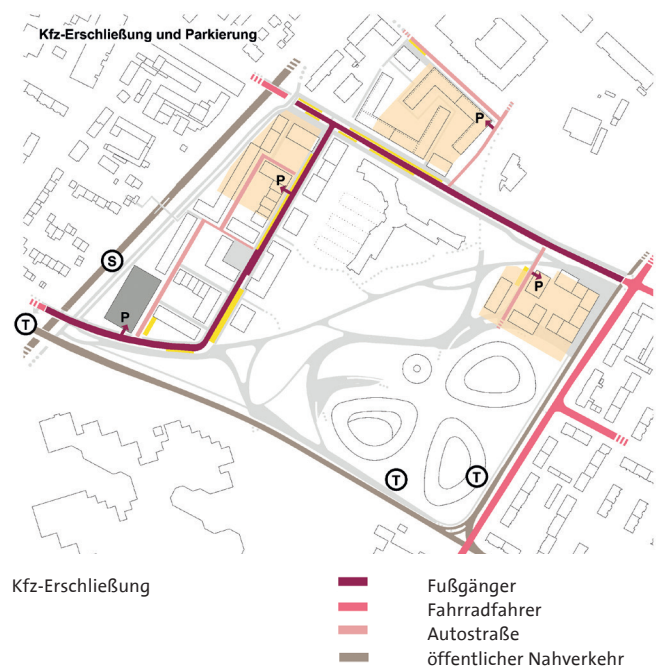 Kfz-Erschließung und Parkierung
P
P
S
P
T
P
T
T
Kfz-Erschließung
Fußgänger
Fahrradfahrer
Autostraße
öffentlicher Nahverkehr